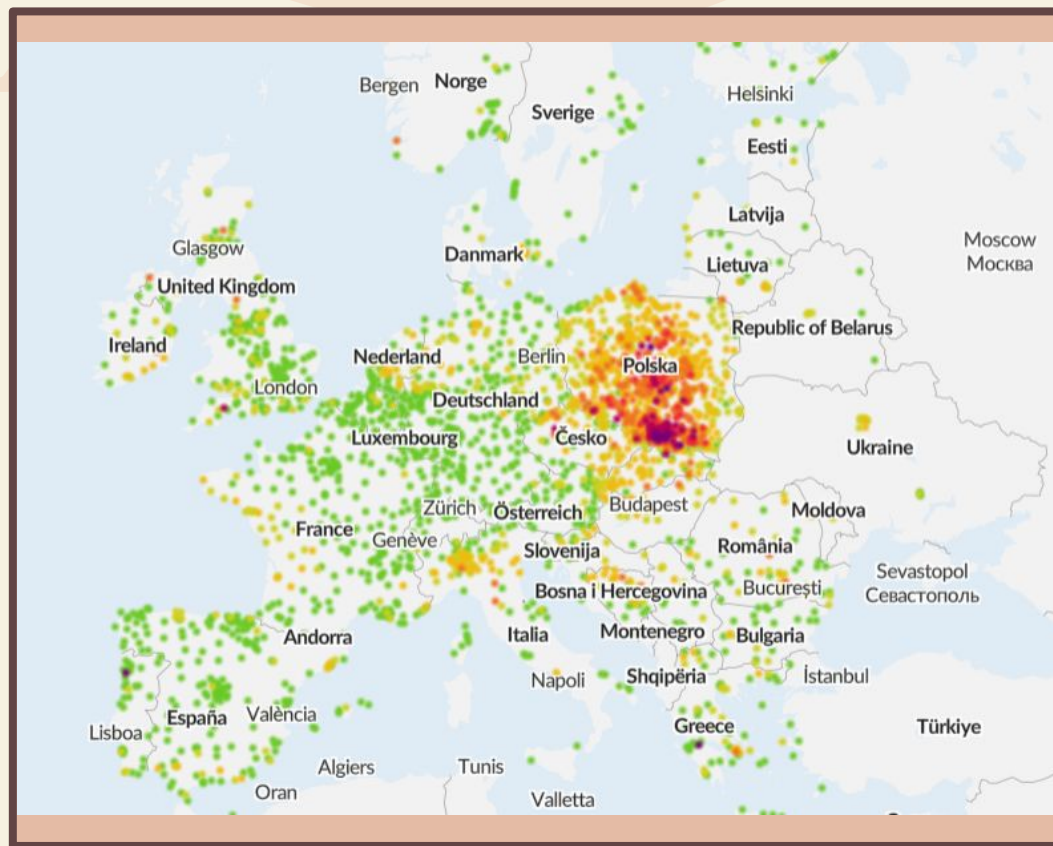 Bergen
Norge
Helsinki
Sverige
Eesti
Latvija
Moscow
Москва
Glasgow
Danmark
Lietuva
United Kingdom
Republic of Belarus
Ireland
Nederland
Berlin
Polska
London
Deutschland
Luxembourg
Česko
Ukraine
Zürich
Österreich
Budapest
Moldova
France
Genève
Slovenija
România
Sevastopol
Севастополь
Bosna i Hercegovina
București
Andorra
Italia
Montenegro
Bulgaria
Napoli
Shqipëria
İstanbul
Lisboa
España
València
Greece
Türkiye
Algiers
Tunis
Oran
Valletta